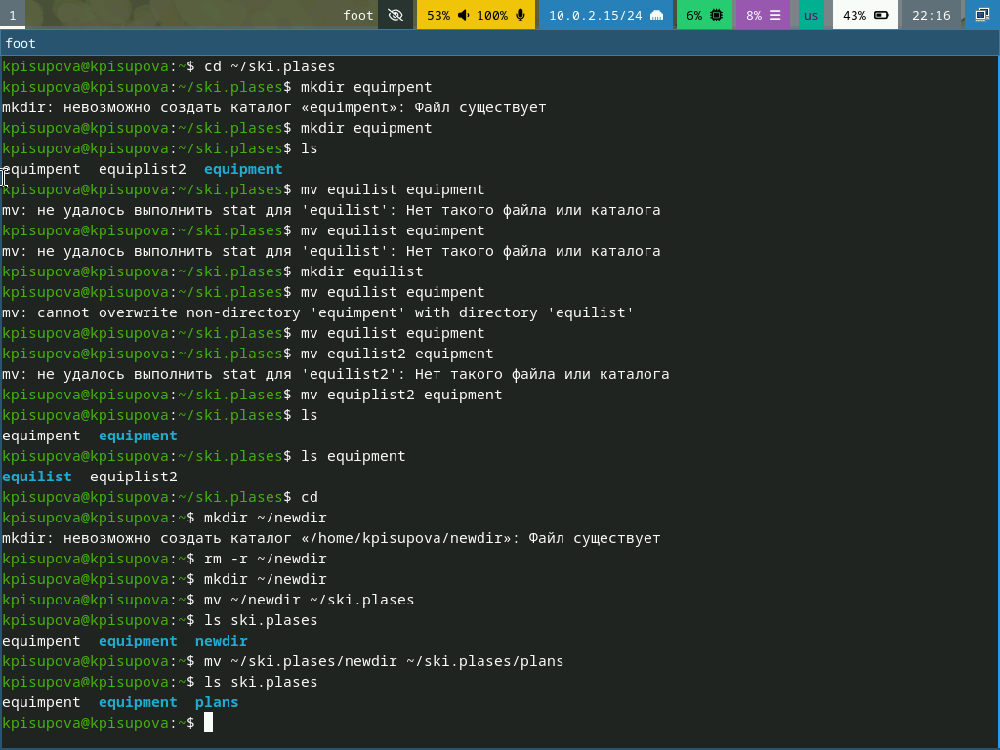 1 foot 53% 100% 10.0.2.15/24 6% 8% us 43% 22:16
foot
kpisupova@kpisupova:~$ cd ~/ski.plases
kpisupova@kpisupova:~/ski.plases$ mkdir equimpent
mkdir: невозможно создать каталог «equimpent»: Файл существует
kpisupova@kpisupova:~/ski.plases$ mkdir equipment
kpisupova@kpisupova:~/ski.plases$ ls
equimpent equiplist2 equipment
kpisupova@kpisupova:~/ski.plases$ mv equilist equipment
mv: не удалось выполнить stat для 'equilist': Нет такого файла или каталога
kpisupova@kpisupova:~/ski.plases$ mv equilist equimpent
mv: не удалось выполнить stat для 'equilist': Нет такого файла или каталога
kpisupova@kpisupova:~/ski.plases$ mkdir equilist
kpisupova@kpisupova:~/ski.plases$ mv equilist equimpent
mv: cannot overwrite non-directory 'equimpent' with directory 'equilist'
kpisupova@kpisupova:~/ski.plases$ mv equilist equipment
kpisupova@kpisupova:~/ski.plases$ mv equilist2 equipment
mv: не удалось выполнить stat для 'equilist2': Нет такого файла или каталога
kpisupova@kpisupova:~/ski.plases$ mv equiplist2 equipment
kpisupova@kpisupova:~/ski.plases$ ls
equimpent equipment
kpisupova@kpisupova:~/ski.plases$ ls equipment
equilist equiplist2
kpisupova@kpisupova:~/ski.plases$ cd
kpisupova@kpisupova:~$ mkdir ~/newdir
mkdir: невозможно создать каталог «/home/kpisupova/newdir»: Файл существует
kpisupova@kpisupova:~$ rm -r ~/newdir
kpisupova@kpisupova:~$ mkdir ~/newdir
kpisupova@kpisupova:~$ mv ~/newdir ~/ski.plases
kpisupova@kpisupova:~$ ls ski.plases
equimpent equipment newdir
kpisupova@kpisupova:~$ mv ~/ski.plases/newdir ~/ski.plases/plans
kpisupova@kpisupova:~$ ls ski.plases
equimpent equipment plans
kpisupova@kpisupova:~$